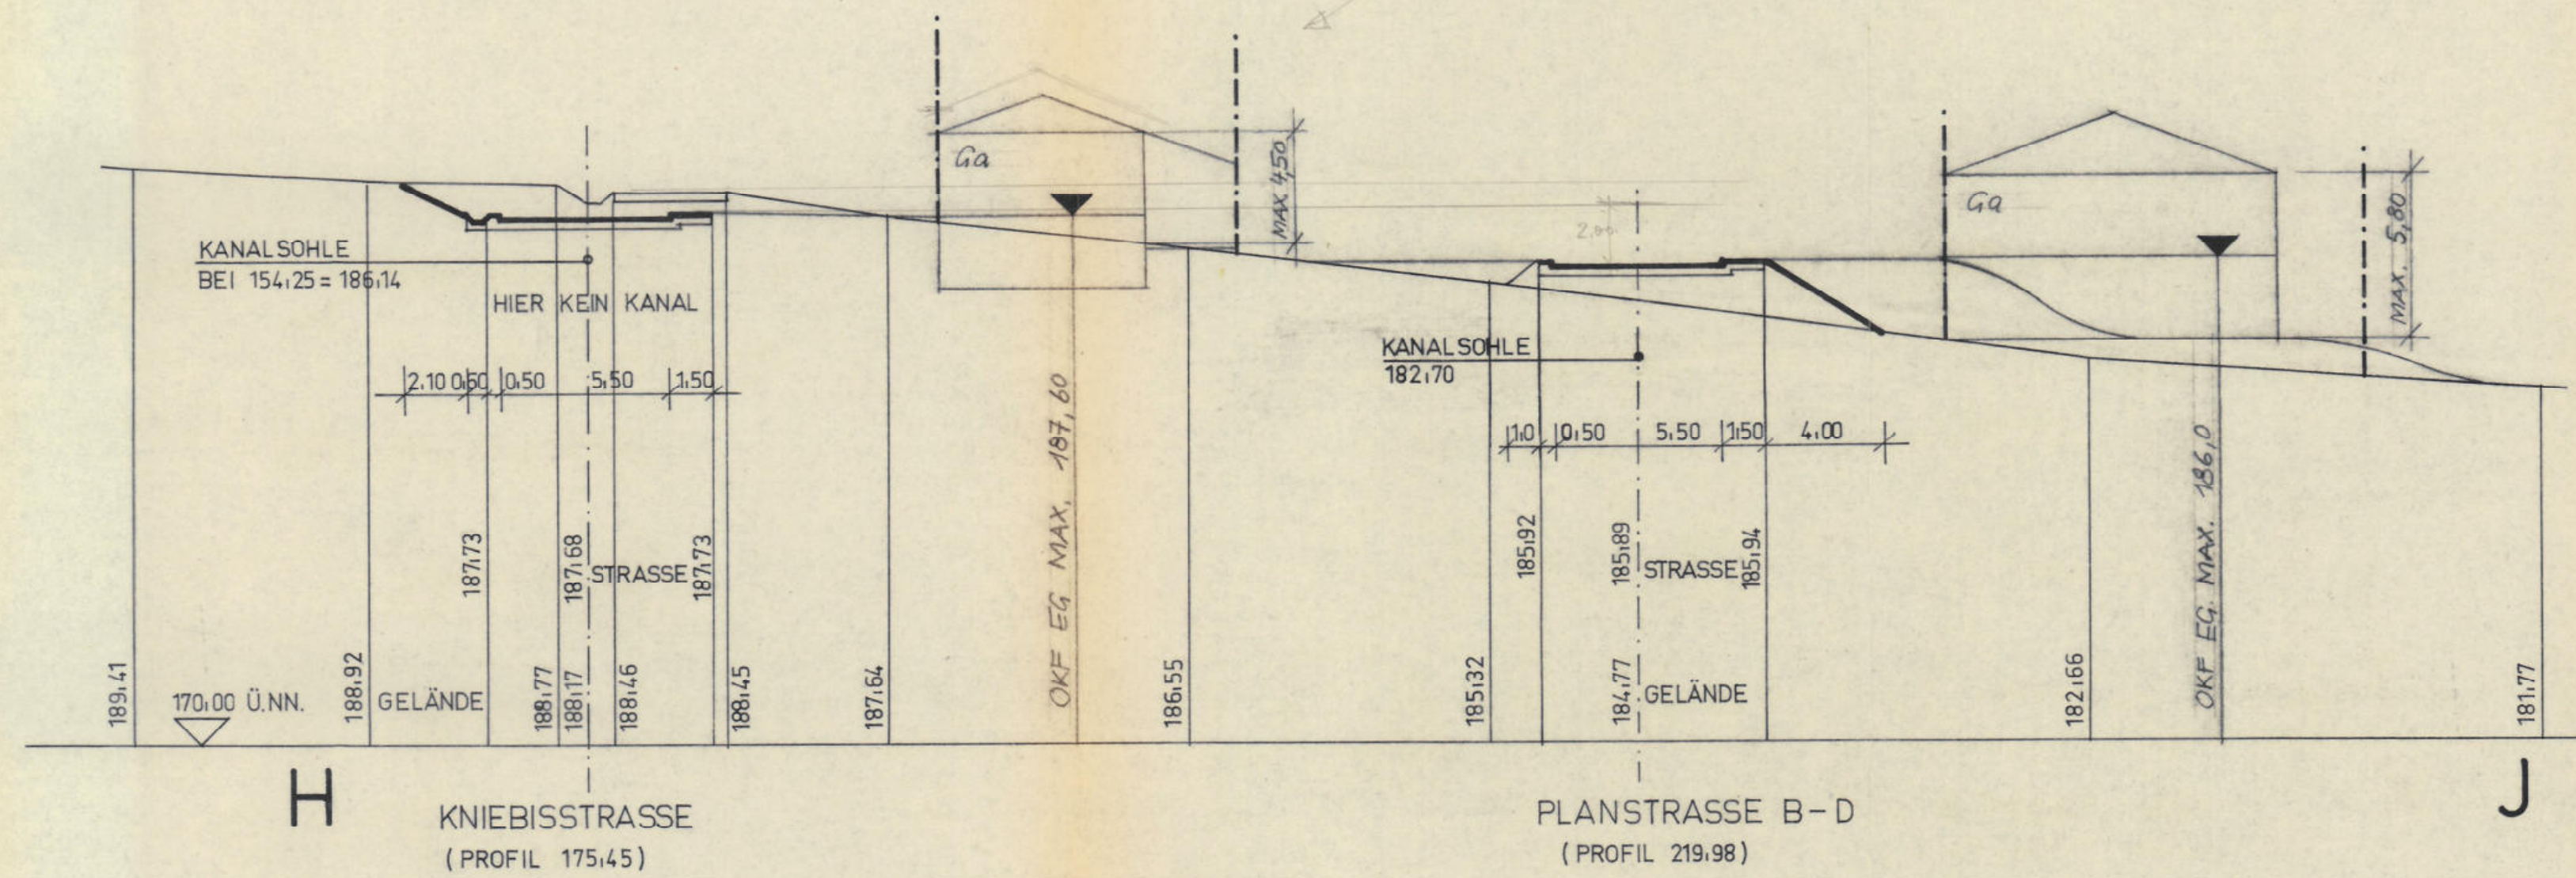 Ga
MAX 4,50
Ga
MAX. 5,80
KANALSOHLE
BEI 154,25 = 186,14
HIER KEIN KANAL
2.00
KANALSOHLE
182,70
2.10 0,60 0,50 5,50 1,50
1,0 0,50 5,50 1,50 4,00
187,73
187,68
STRASSE
187,73
OKF EG MAX. 187,60
185,92
185,89
STRASSE
185,94
OKF EG. MAX. 186,0
189,41
170,00 Ü.NN.
188,92
GELÄNDE
188,77
188,17
188,46
188,45
187,64
186,55
185,32
184,77
GELÄNDE
182,66
181,77
H
KNIEBISSTRASSE
(PROFIL 175,45)
PLANSTRASSE B-D
(PROFIL 219,98)
J